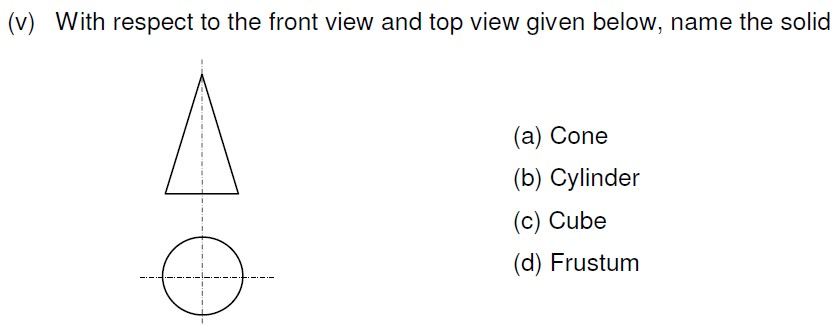 (v) With respect to the front view and top view given below, name the solid
(a) Cone
(b) Cylinder
(c) Cube
(d) Frustum